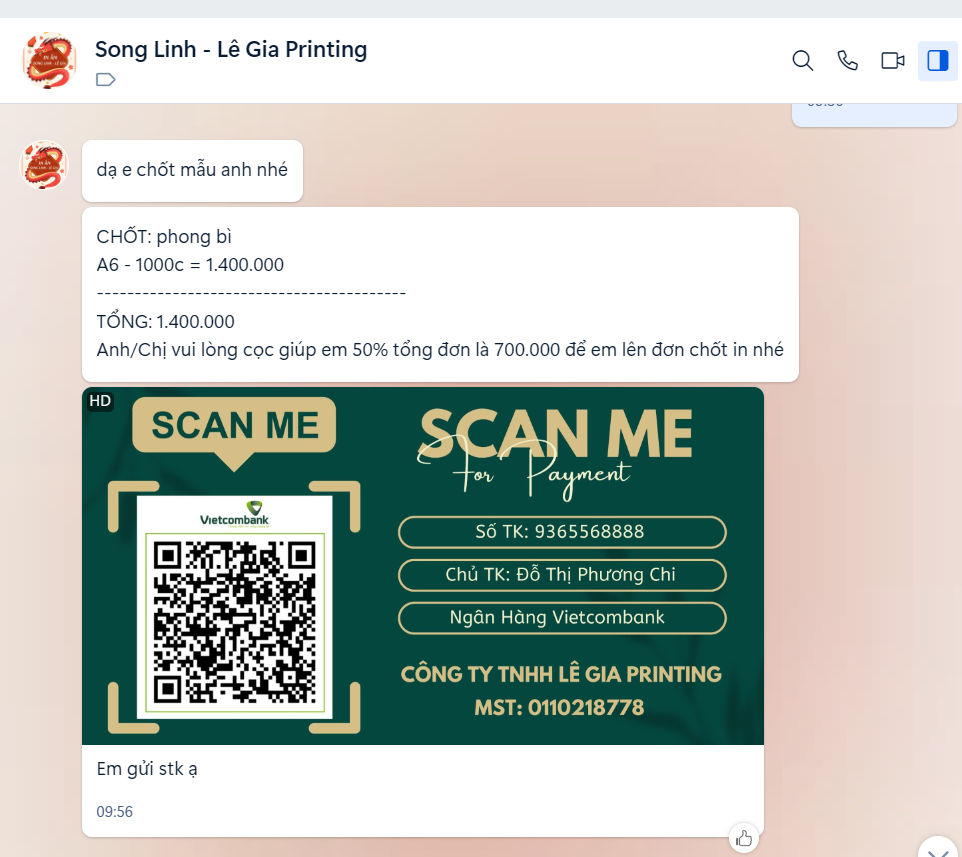 Song Linh - Lê Gia Printing
dạ e chốt mẫu anh nhé
CHỐT: phong bì
A6 - 1000c = 1.400.000
-----------------------------------------
TỔNG: 1.400.000
Anh/Chị vui lòng cọc giúp em 50% tổng đơn là 700.000 để em lên đơn chốt in nhé
HD
SCAN ME
Vietcombank
SCAN ME
For Payment
Số TK: 9365568888
Chủ TK: Đỗ Thị Phương Chi
Ngân Hàng Vietcombank
CÔNG TY TNHH LÊ GIA PRINTING
MST: 0110218778
Em gửi stk ạ
09:56